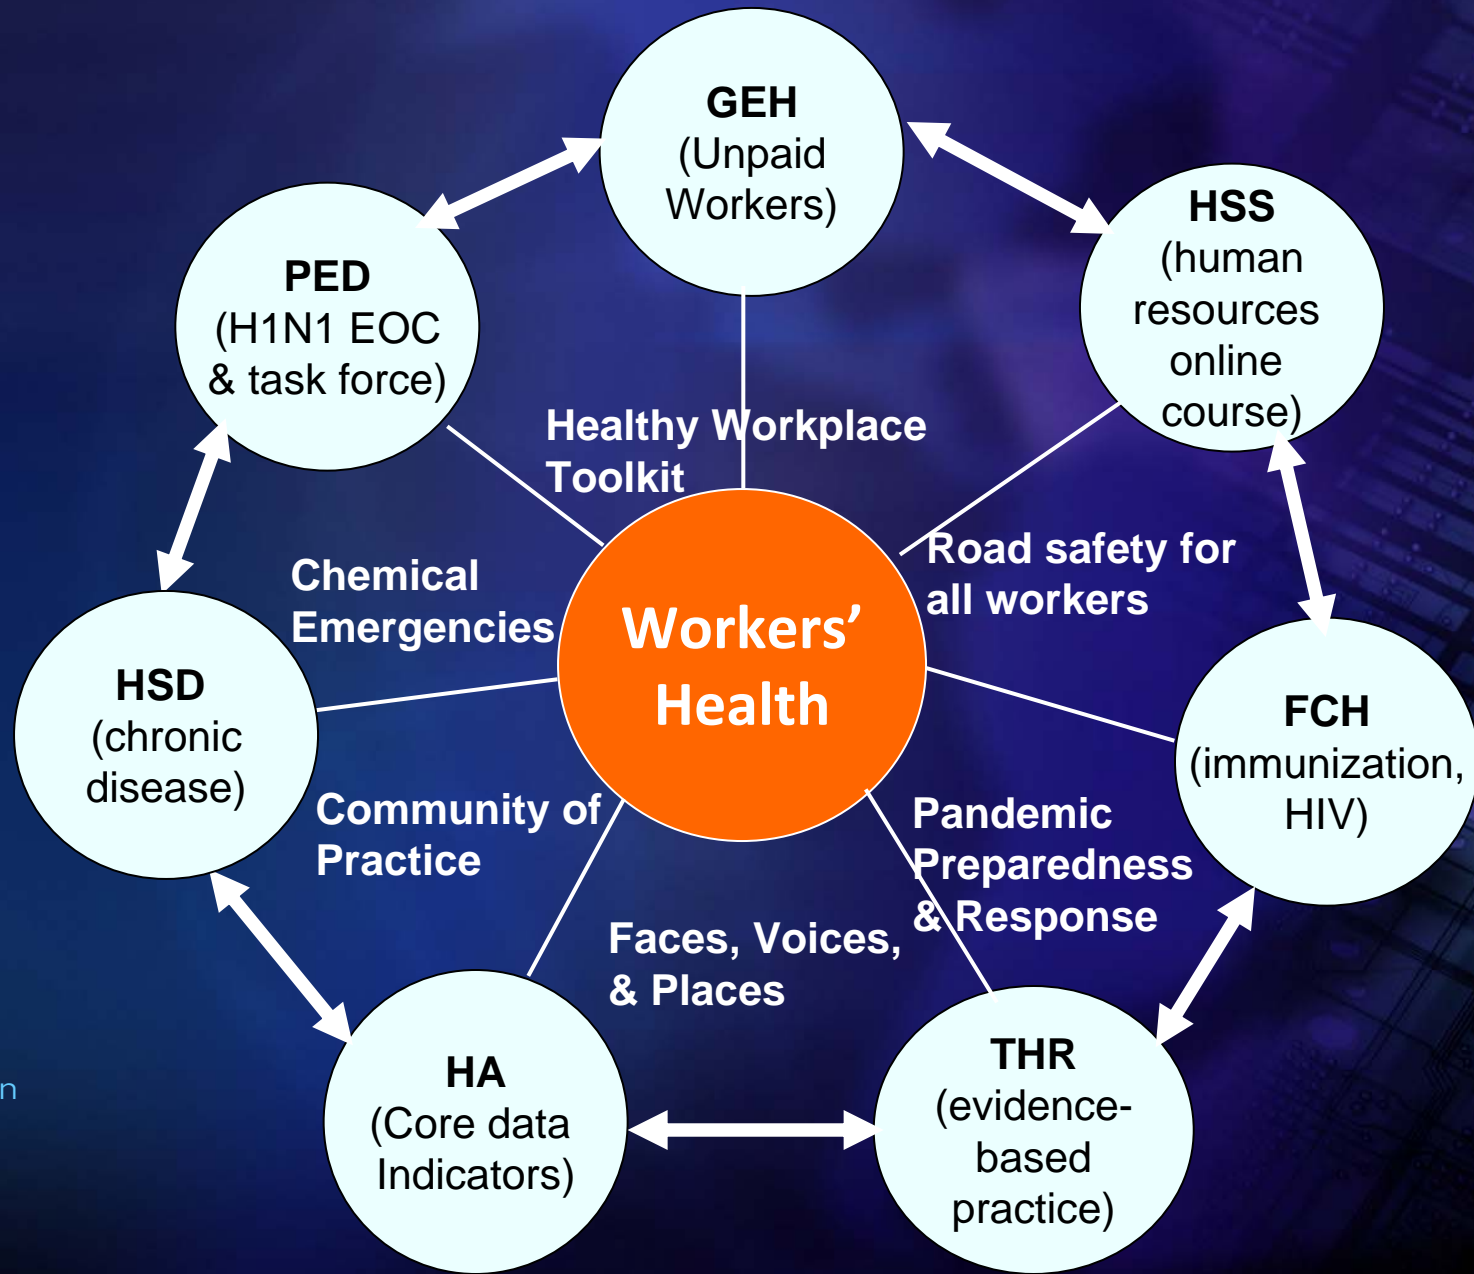 GEH
(Unpaid
Workers)
HSS
(human
resources
online
course)
PED
(H1N1 EOC
& task force)
Healthy Workplace
Toolkit
Road safety for
all workers
Chemical
Emergencies
Workers’
Health
HSD
(chronic
disease)
FCH
(immunization,
HIV)
Community of
Practice
Pandemic
Preparedness
& Response
Faces, Voices,
& Places
HA
(Core data
Indicators)
THR
(evidence-
based
practice)
n